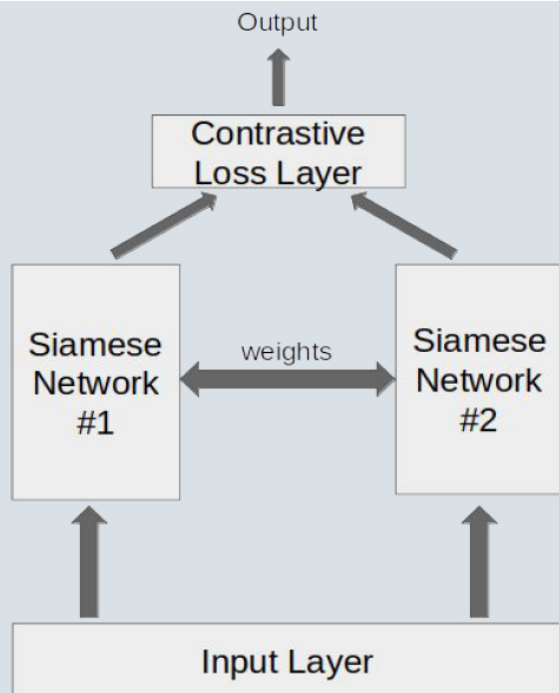 Output
Contrastive
Loss Layer
Siamese
Network
#1
weights
Siamese
Network
#2
Input Layer